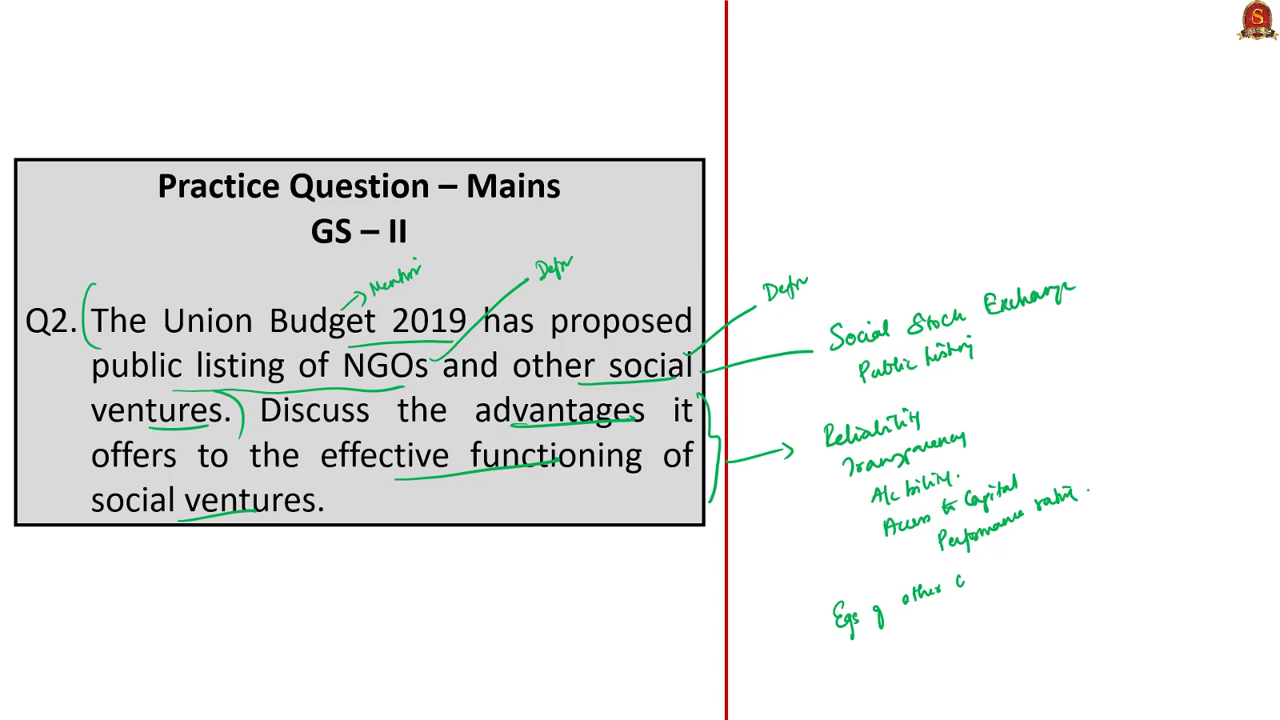 Practice Question – Mains
GS – II
Mention
Defn
Q2. The Union Budget 2019 has proposed
public listing of NGOs and other social
ventures. Discuss the advantages it
offers to the effective functioning of
social ventures.
Defn
Social Stock Exchange
Public listing
Reliability
Transparency
A/c bility.
Access to Capital
Performance rating.
Egs of other c